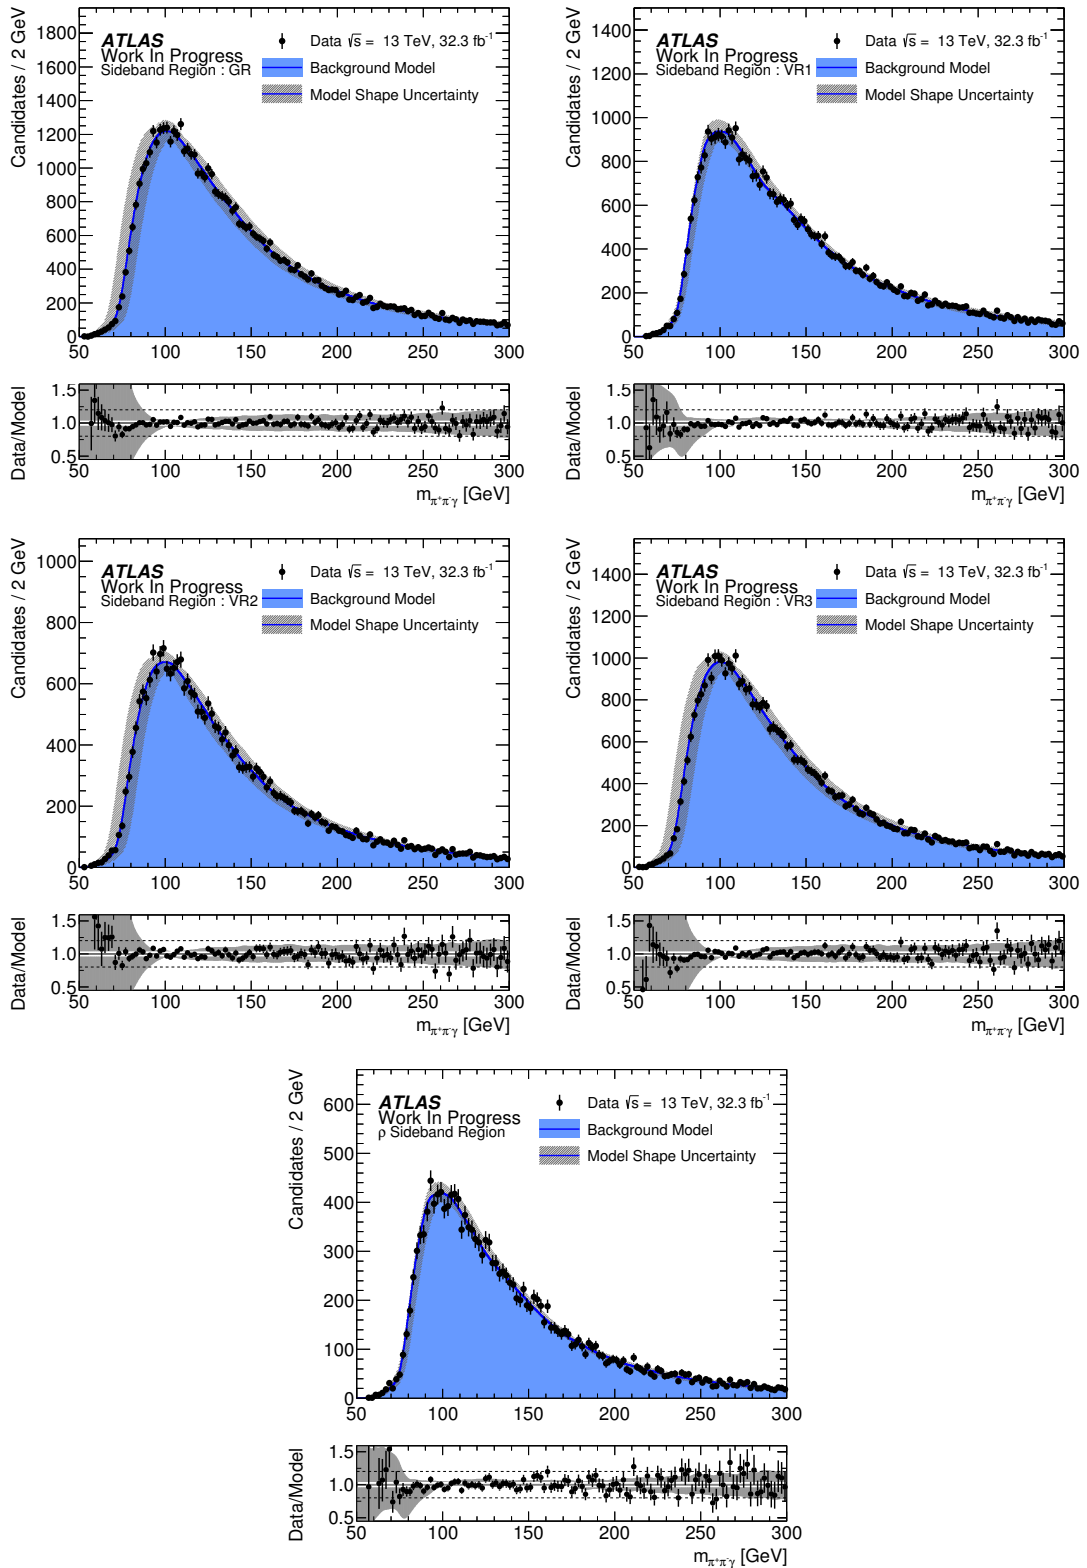 Candidates / 2 GeV
1800
1600
1400
1200
1000
800
600
400
200
0
ATLAS
Work In Progress
Sideband Region : GR
Data √s = 13 TeV, 32.3 fb⁻¹
Background Model
Model Shape Uncertainty
50 100 150 200 250 300
Data/Model
1.5
1.0
0.5
50 100 150 200 250 300
m_π⁺π⁻γ [GeV]
Candidates / 2 GeV
1400
1200
1000
800
600
400
200
0
ATLAS
Work In Progress
Sideband Region : VR1
Data √s = 13 TeV, 32.3 fb⁻¹
Background Model
Model Shape Uncertainty
50 100 150 200 250 300
Data/Model
1.5
1.0
0.5
50 100 150 200 250 300
m_π⁺π⁻γ [GeV]
Candidates / 2 GeV
1000
800
600
400
200
0
ATLAS
Work In Progress
Sideband Region : VR2
Data √s = 13 TeV, 32.3 fb⁻¹
Background Model
Model Shape Uncertainty
50 100 150 200 250 300
Data/Model
1.5
1.0
0.5
50 100 150 200 250 300
m_π⁺π⁻γ [GeV]
Candidates / 2 GeV
1400
1200
1000
800
600
400
200
0
ATLAS
Work In Progress
Sideband Region : VR3
Data √s = 13 TeV, 32.3 fb⁻¹
Background Model
Model Shape Uncertainty
50 100 150 200 250 300
Data/Model
1.5
1.0
0.5
50 100 150 200 250 300
m_π⁺π⁻γ [GeV]
Candidates / 2 GeV
600
500
400
300
200
100
0
ATLAS
Work In Progress
ρ Sideband Region
Data √s = 13 TeV, 32.3 fb⁻¹
Background Model
Model Shape Uncertainty
50 100 150 200 250 300
Data/Model
1.5
1.0
0.5
50 100 150 200 250 300
m_π⁺π⁻γ [GeV]